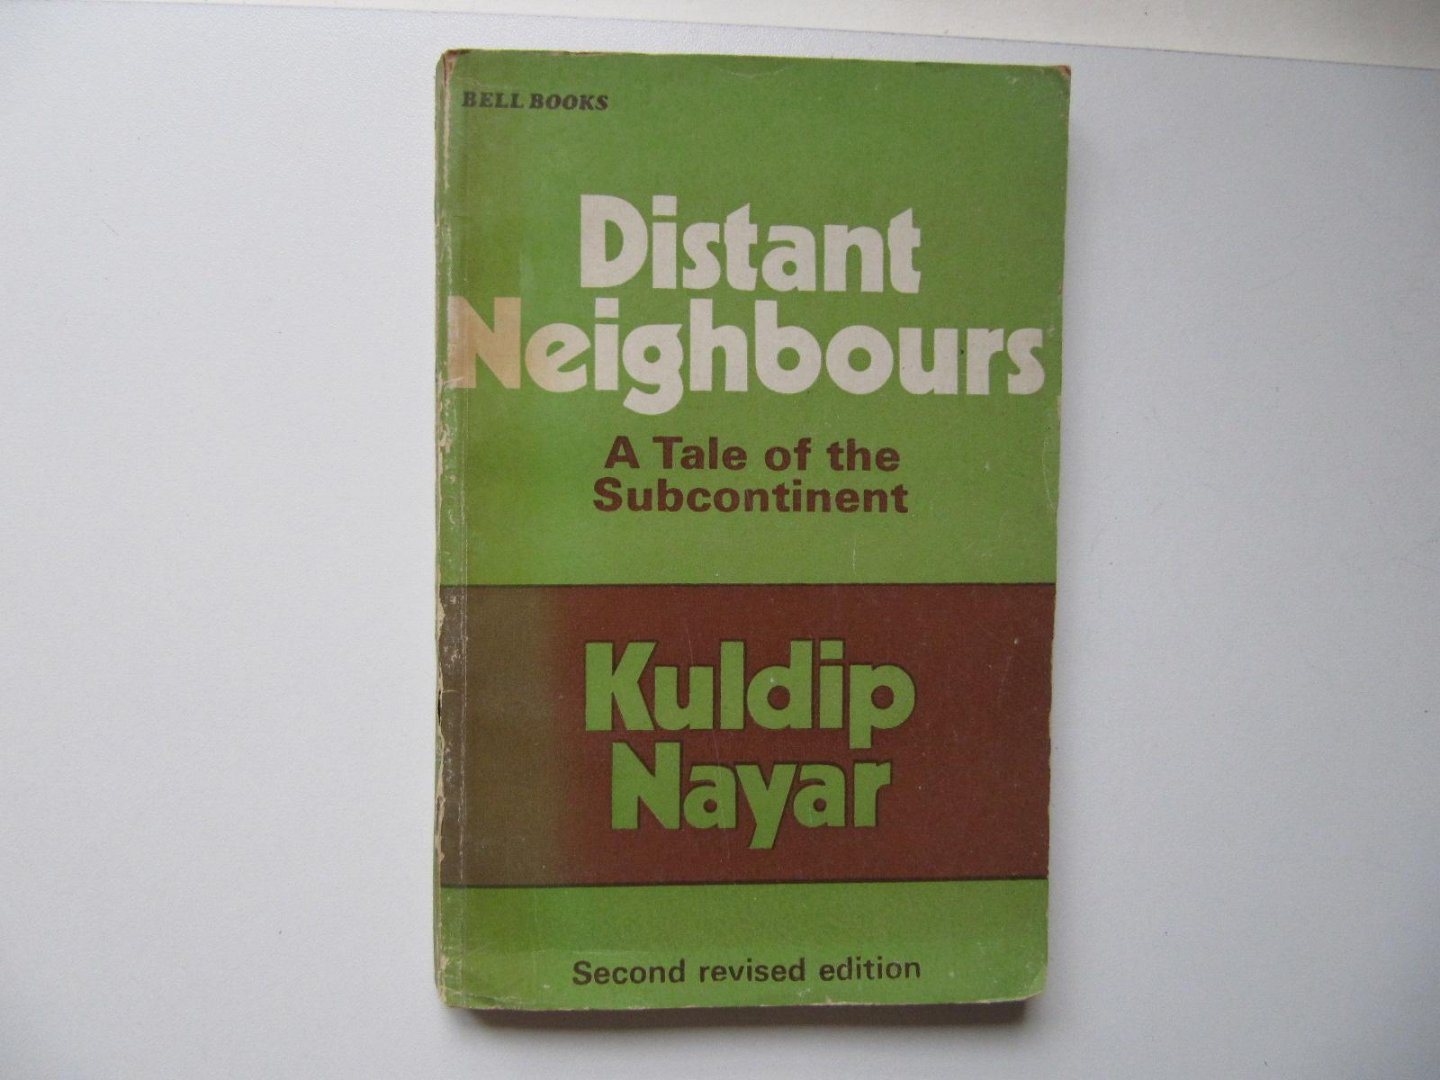 BELL BOOKS
Distant
Neighbours
A Tale of the
Subcontinent
Kuldip
Nayar
Second revised edition